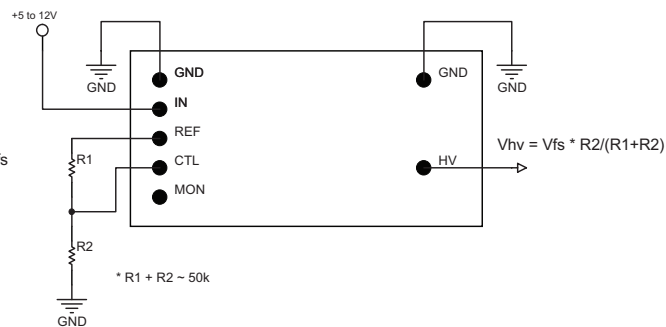 +5 to 12V
GND
GND
GND
GND
IN
REF
CTL
MON
HV
Vhv = Vfs * R2/(R1+R2)
fs
R1
R2
* R1 + R2 ~ 50k
GND